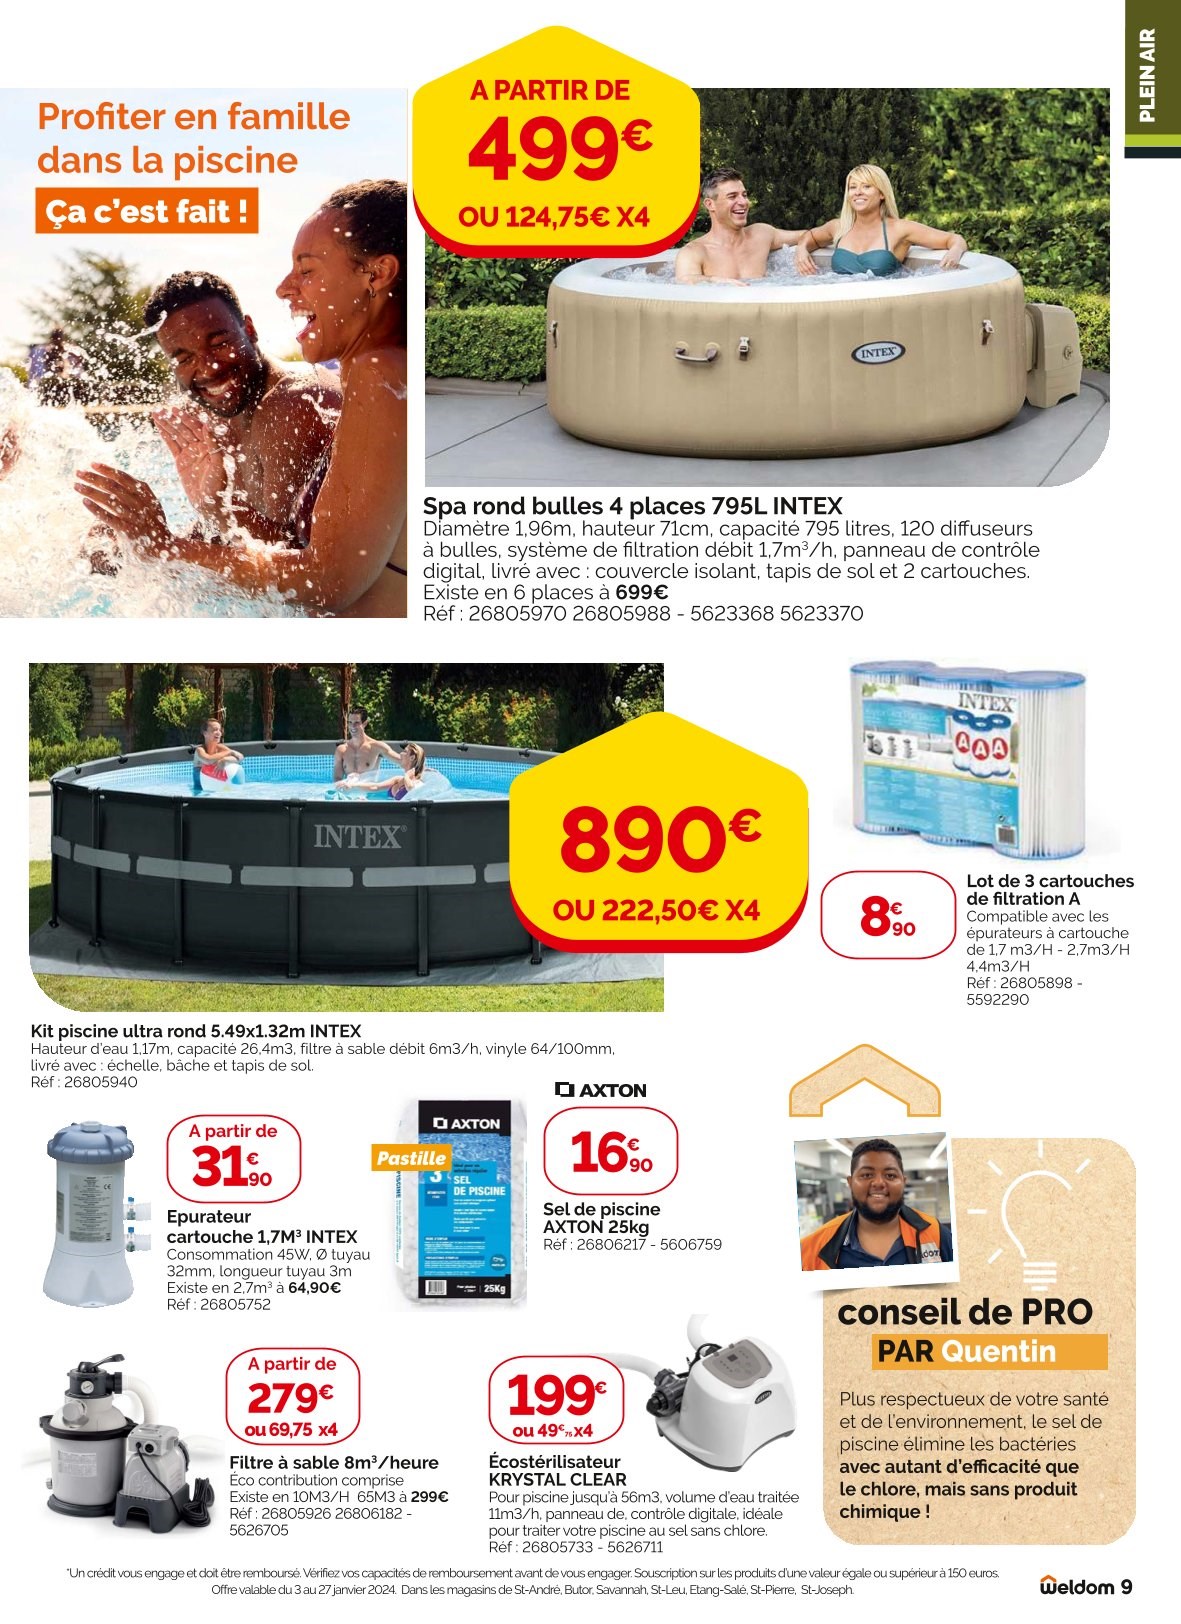 PLEIN AIR
Profiter en famille
dans la piscine
Ça c'est fait !
A PARTIR DE
499€
OU 124,75€ X4
INTEX
Spa rond bulles 4 places 795L INTEX
Diamètre 1,96m, hauteur 71cm, capacité 795 litres, 120 diffuseurs
à bulles, système de filtration débit 1,7m³/h, panneau de contrôle
digital, livré avec : couvercle isolant, tapis de sol et 2 cartouches.
Existe en 6 places à 699€
Réf : 26805970 26805988 - 5623368 5623370
INTEX
890€
OU 222,50€ X4
Kit piscine ultra rond 5.49x1.32m INTEX
Hauteur d'eau 1,17m, capacité 26,4m3, filtre à sable débit 6m3/h, vinyle 64/100mm,
livré avec : échelle, bâche et tapis de sol.
Réf : 26805940
INTEX
A A A
8€90
Lot de 3 cartouches
de filtration A
Compatible avec les
épurateurs à cartouche
de 1,7 m3/H - 2,7m3/H
4,4m3/H
Réf : 26805898 -
5592290
A partir de
31€90
Epurateur
cartouche 1,7M³ INTEX
Consommation 45W, Ø tuyau
32mm, longueur tuyau 3m
Existe en 2,7m³ à 64,90€
Réf : 26805752
AXTON
Pastille
SEL
DE PISCINE
25Kg
AXTON
16€90
Sel de piscine
AXTON 25kg
Réf : 26806217 - 5606759
A partir de
279€
ou 69,75 x4
Filtre à sable 8m³/heure
Éco contribution comprise
Existe en 10M3/H 65M3 à 299€
Réf : 26805926 26806182 -
5626705
199€
ou 49€75 x4
Écostérilisateur
KRYSTAL CLEAR
Pour piscine jusqu'à 56m3, volume d'eau traitée
11m3/h, panneau de, contrôle digitale, idéale
pour traiter votre piscine au sel sans chlore.
Réf : 26805733 - 5626711
conseil de PRO
PAR Quentin
Plus respectueux de votre santé
et de l'environnement, le sel de
piscine élimine les bactéries
avec autant d'efficacité que
le chlore, mais sans produit
chimique !
*Un crédit vous engage et doit être remboursé. Vérifiez vos capacités de remboursement avant de vous engager. Souscription sur les produits d'une valeur égale ou supérieur à 150 euros.
Offre valable du 3 au 27 janvier 2024. Dans les magasins de St-André, Butor, Savannah, St-Leu, Etang-Salé, St-Pierre, St-Joseph.
weldom 9